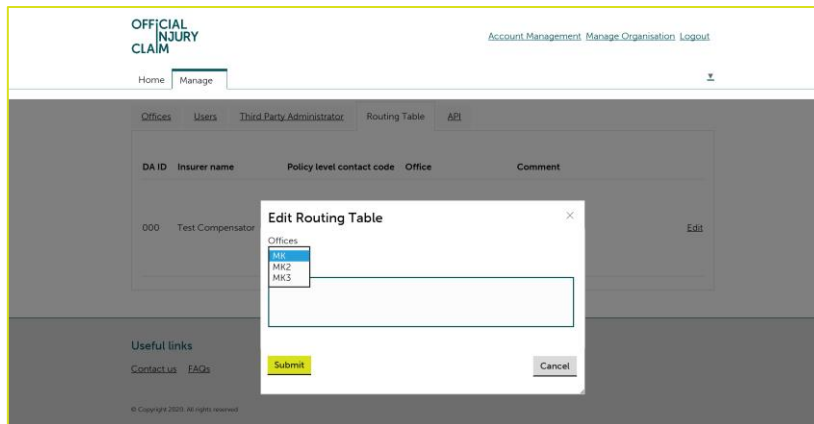 OFFiCIAL
INJURY
CLAIM
Account Management Manage Organisation Logout
Home Manage
Offices Users Third Party Administrator Routing Table API
DA ID Insurer name Policy level contact code Office Comment
Edit Routing Table ×
000 Test Compensator Edit
Offices
MK
MK2
MK3
Useful links
Contact us FAQs
Submit Cancel
© Copyright 2020. All rights reserved